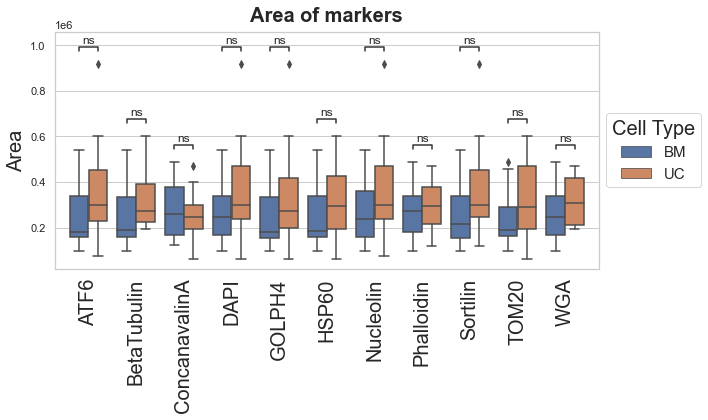 Area of markers
1e6
1.0
0.8
0.6
0.4
0.2
Area
ns
ns
ns
ns
ns
ns
ns
ns
ns
ns
ns
ATF6
BetaTubulin
ConcanavalinA
DAPI
GOLPH4
HSP60
Nucleolin
Phalloidin
Sortilin
TOM20
WGA
Cell Type
BM
UC